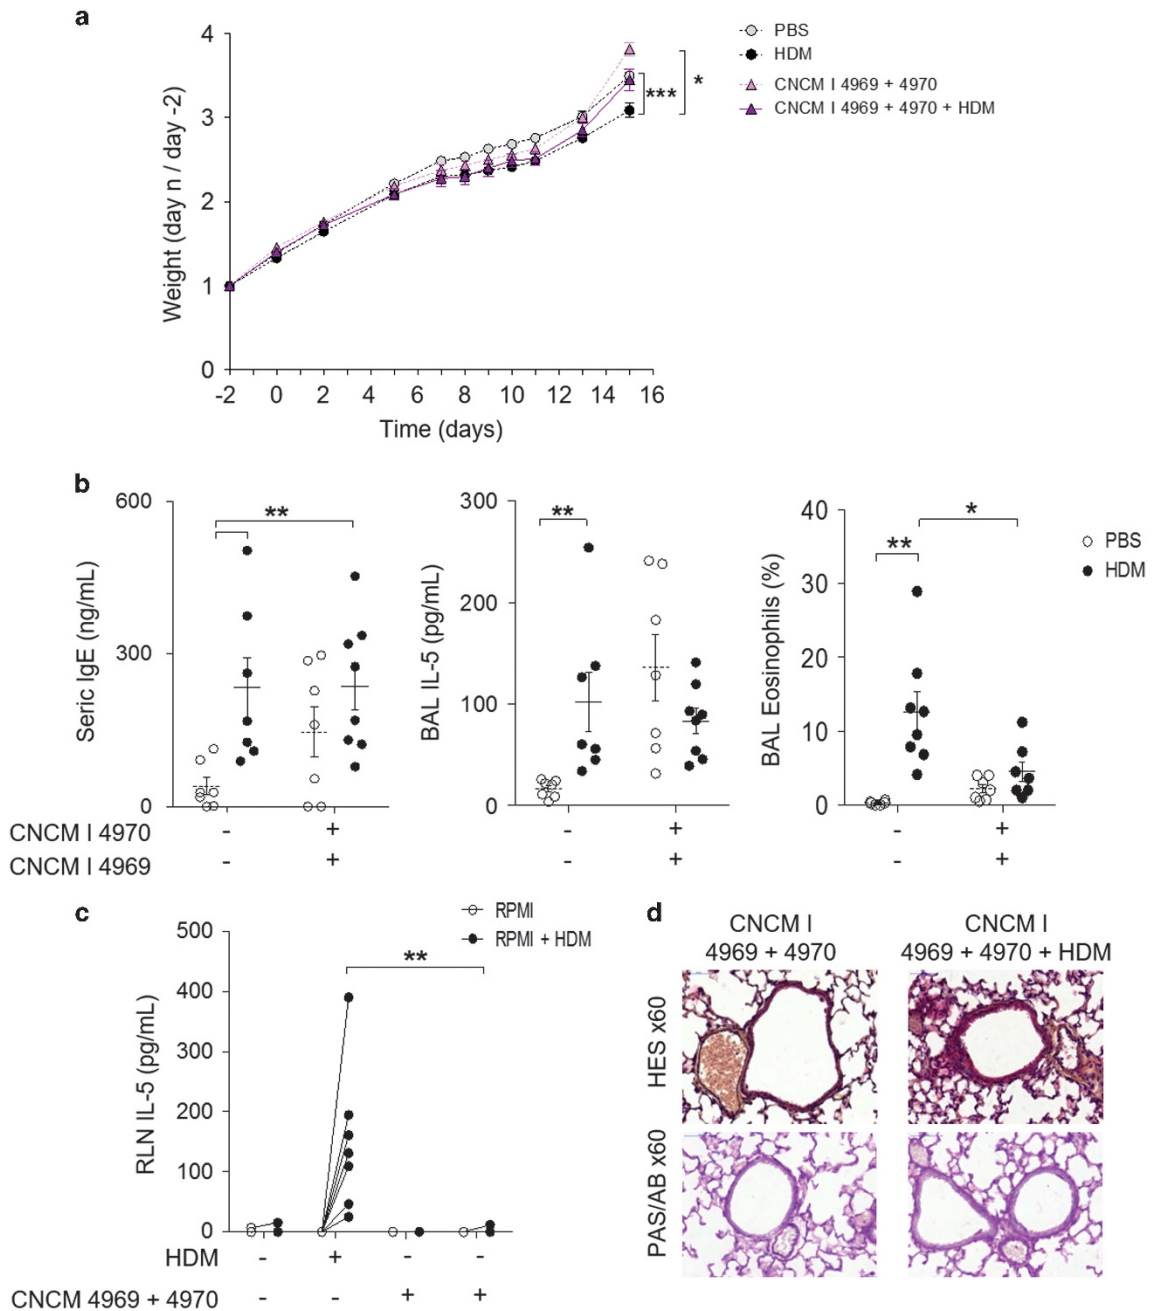 a
4
3
2
1
0
Weight (day n / day -2)
-2 0 2 4 6 8 10 12 14 16
Time (days)
PBS
HDM
CNCM I 4969 + 4970
CNCM I 4969 + 4970 + HDM
***
*
b
600
300
0
Seric IgE (ng/mL)
**
300
200
100
0
BAL IL-5 (pg/mL)
**
40
30
20
10
0
BAL Eosinophils (%)
**
*
PBS
HDM
CNCM I 4970 - + - + - +
CNCM I 4969 - + - + - +
c
500
400
300
200
100
0
RLN IL-5 (pg/mL)
RPMI
RPMI + HDM
**
HDM - + - -
CNCM 4969 + 4970 - - + +
d
CNCM I
4969 + 4970
CNCM I
4969 + 4970 + HDM
HES x60
PAS/AB x60